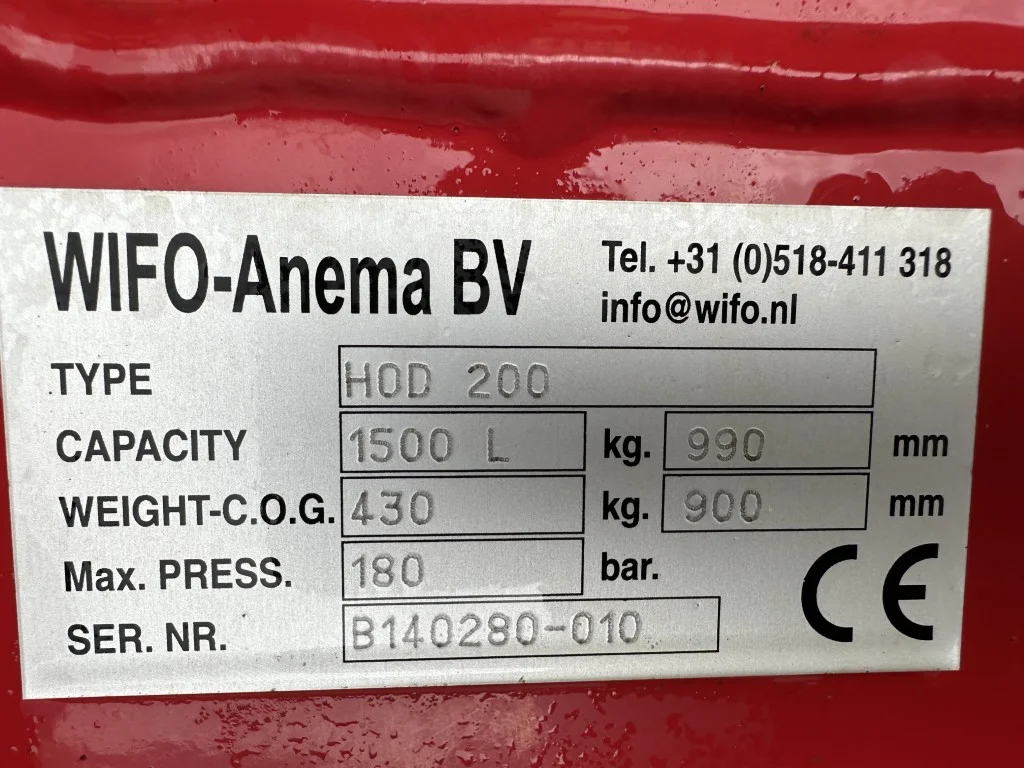 WIFO-Anema BV
Tel. +31 (0)518-411 318
info@wifo.nl
TYPE HOD 200
CAPACITY 1500 L kg. 990 mm
WEIGHT-C.O.G. 430 kg. 900 mm
Max. PRESS. 180 bar.
SER. NR. B140280-010
CE